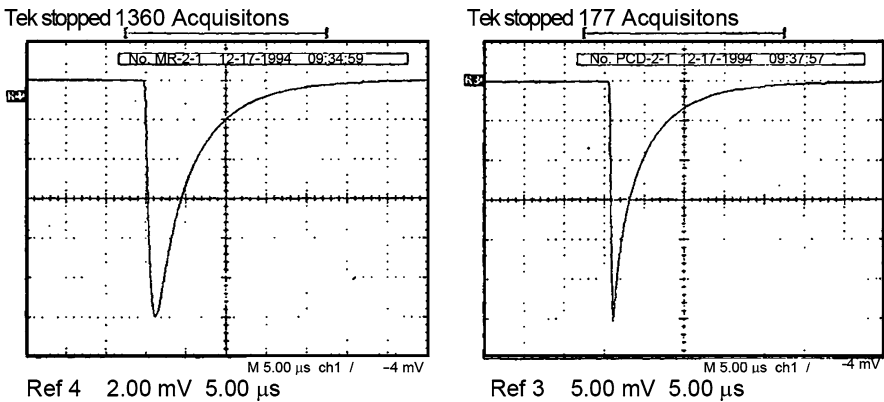 Tek stopped 1360 Acquisitons
No. MR-2-1 12-17-1994 09:34:59
M 5.00 μs ch1 / −4 mV
Ref 4 2.00 mV 5.00 μs
Tek stopped 177 Acquisitons
No. PCD-2-1 12-17-1994 09:37:57
M 5.00 μs ch1 / −4 mV
Ref 3 5.00 mV 5.00 μs